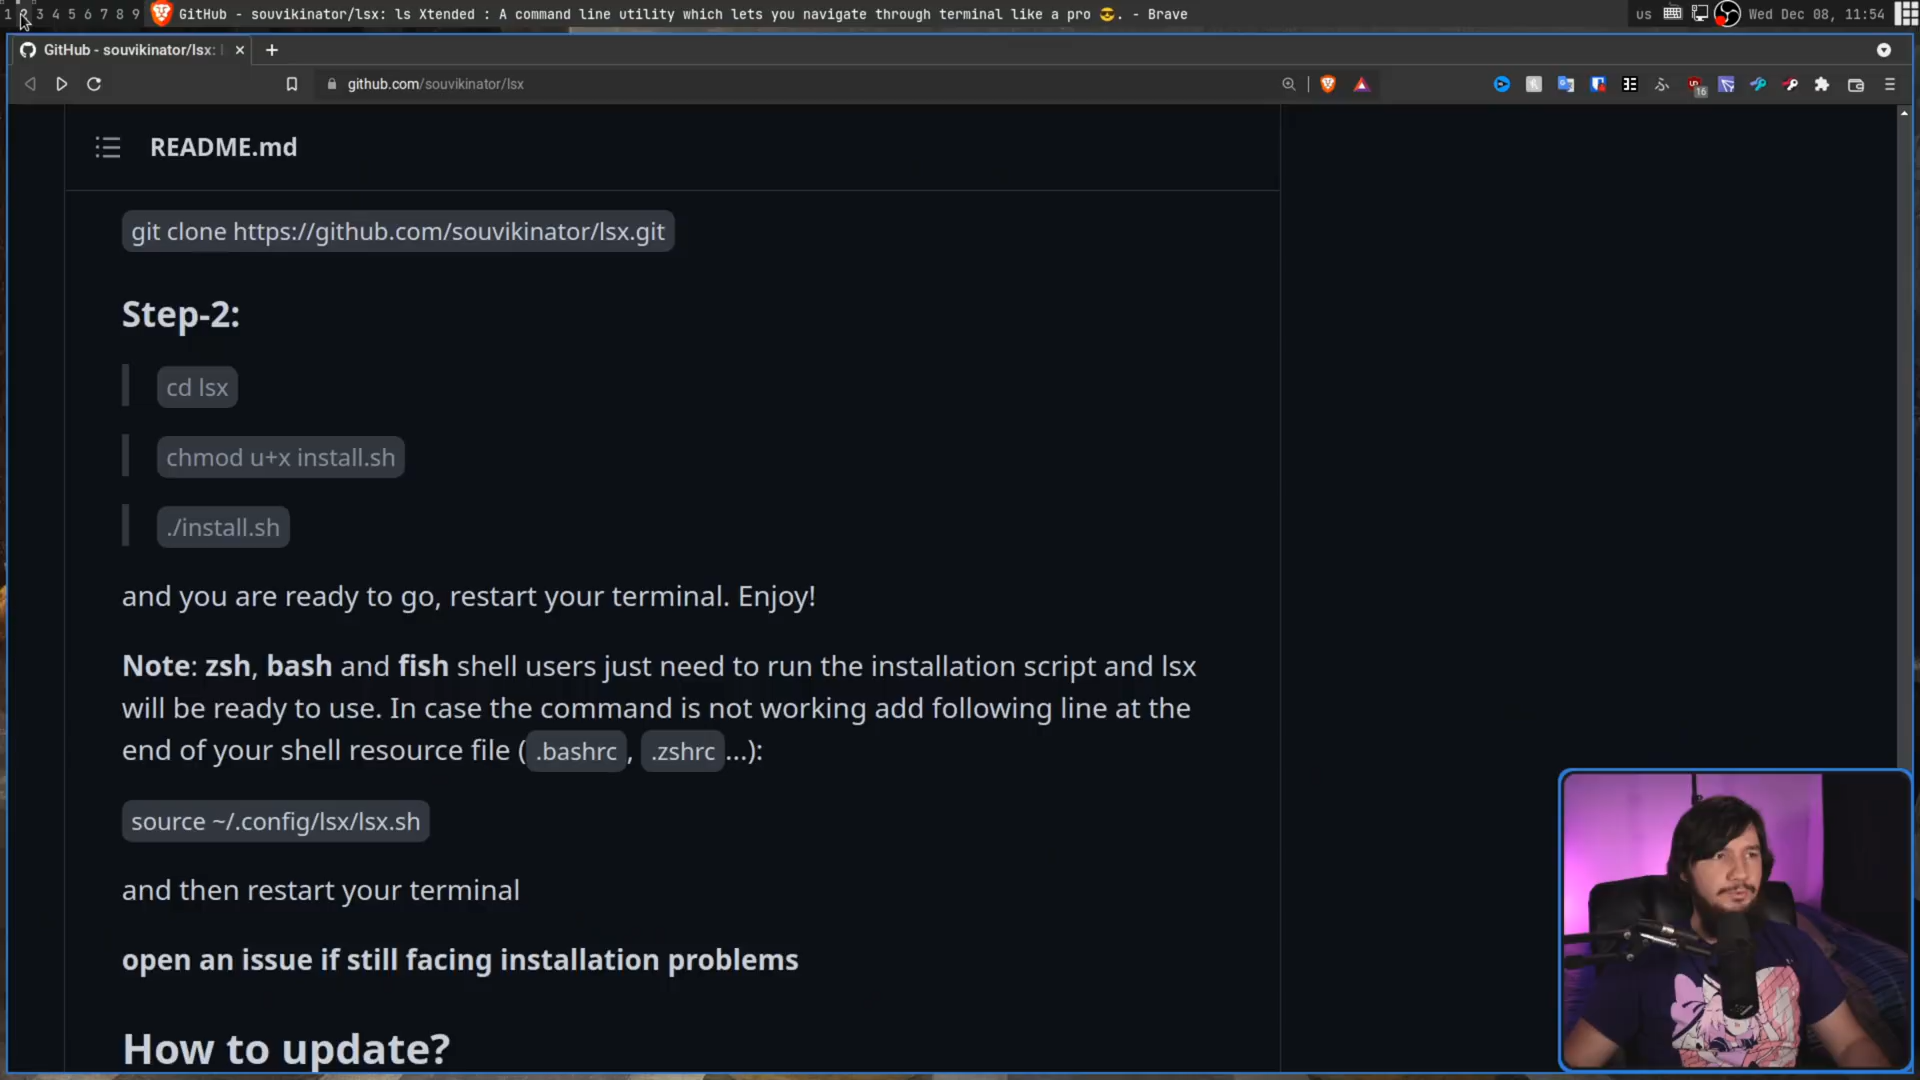 1 2 3 4 5 6 7 8 9 GitHub - souvikinator/lsx: ls Xtended : A command line utility which lets you navigate through terminal like a pro 😎. - Brave us Wed Dec 08, 11:54
GitHub - souvikinator/lsx:
github.com/souvikinator/lsx
16
README.md
git clone https://github.com/souvikinator/lsx.git
Step-2:
cd lsx
chmod u+x install.sh
./install.sh
and you are ready to go, restart your terminal. Enjoy!
Note: zsh, bash and fish shell users just need to run the installation script and lsx
will be ready to use. In case the command is not working add following line at the
end of your shell resource file ( .bashrc , .zshrc ...):
source ~/.config/lsx/lsx.sh
and then restart your terminal
open an issue if still facing installation problems
How to update?